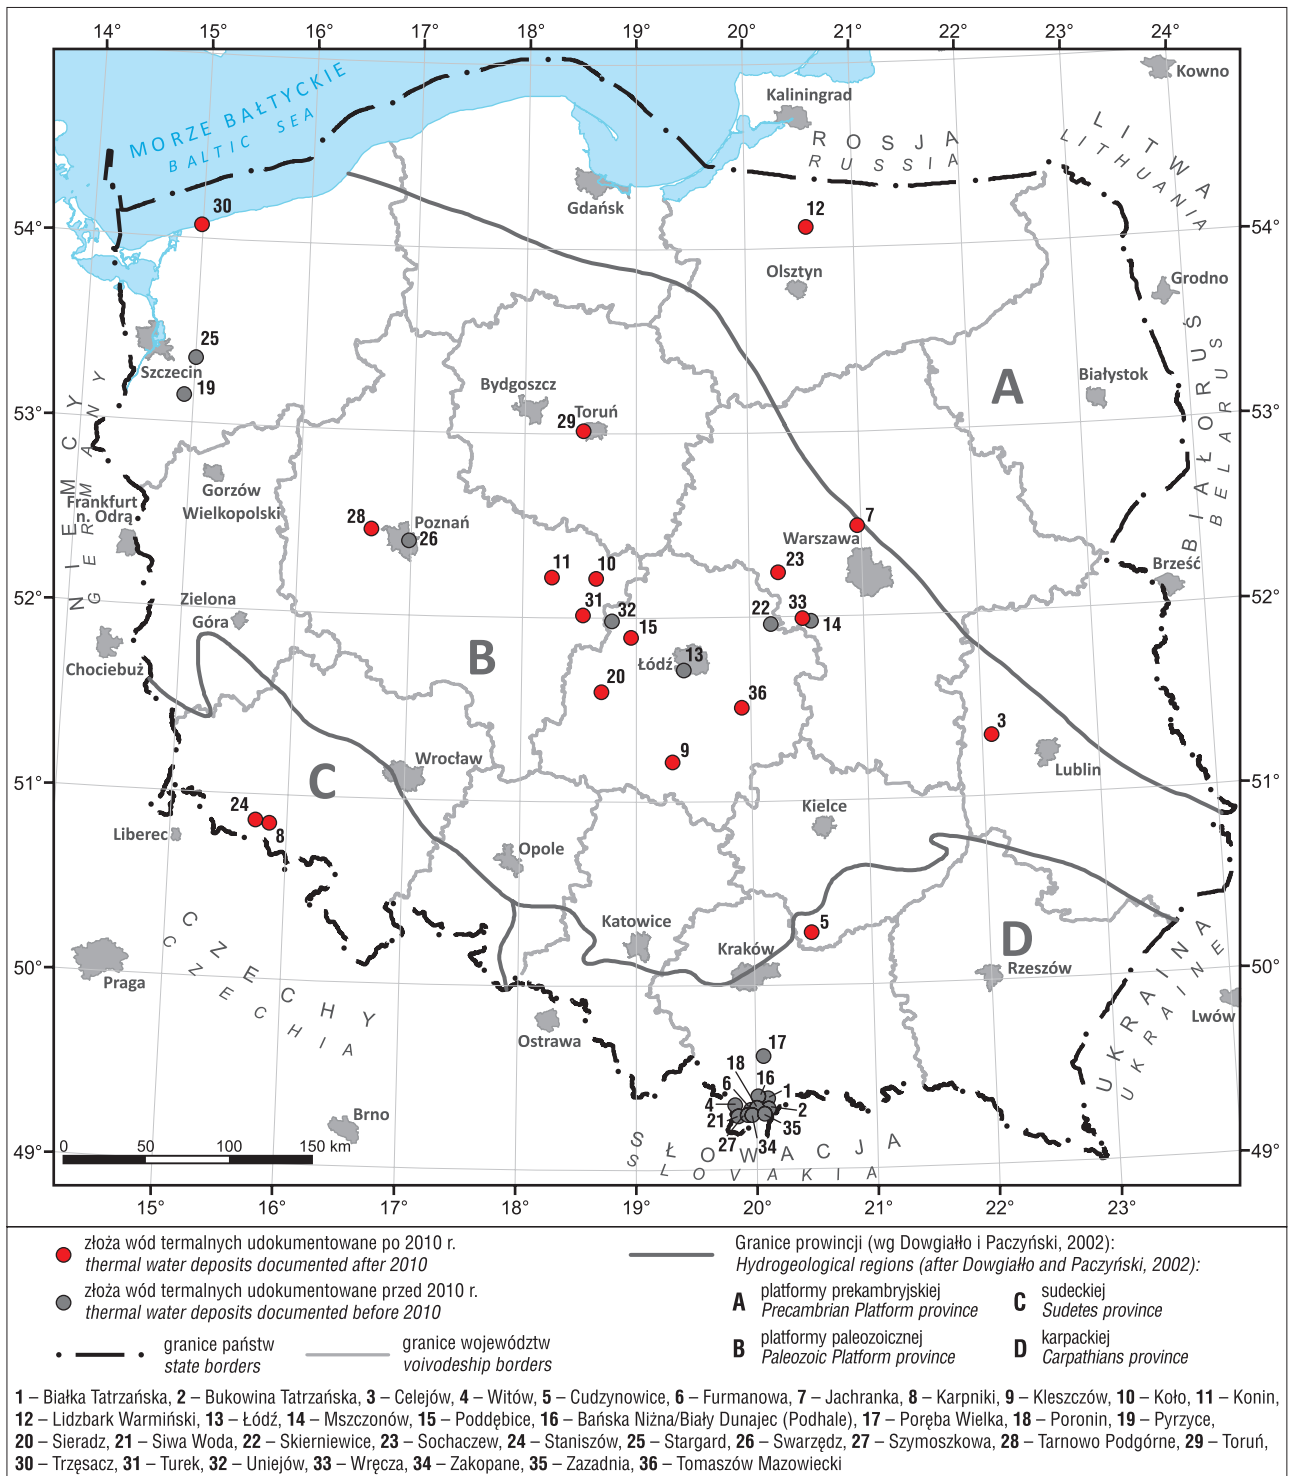 14° 15° 16° 17° 18° 19° 20° 21° 22° 23° 24°
Kowno
MORZE BAŁTYCKIE
BALTIC SEA
Kaliningrad
ROSJA
RUSSIA
LITWA
LITHUANIA
Gdańsk
30
12
54° 54°
Olsztyn
Grodno
25
Szczecin
19
Bydgoszcz
Toruń
29
A
Białystok
BIAŁORUŚ
BELARUS
53° 53°
NIEMCY
GERMANY
Gorzów
Wielkopolski
Frankfurt
n. Odrą
28
Poznań
26
7
Warszawa
11
10
23
Brześć
52° 52°
Zielona
Góra
31
32
15
22
33
14
Chociebuż
B
Łódź
13
20
36
3
9
Lublin
Wrocław
51° 51°
C
24
8
Liberec
Kielce
Opole
Katowice
5
Kraków
D
Rzeszów
50° 50°
Praga
CZECHY
CZECHIA
Ostrawa
Lwów
UKRAINA
UKRAINE
17
18
16
6
1
4
2
21
35
27
34
Brno
SŁOWACJA
SLOVAKIA
49° 49°
0 50 100 150 km
15° 16° 17° 18° 19° 20° 21° 22° 23°
złoża wód termalnych udokumentowane po 2010 r.
thermal water deposits documented after 2010
złoża wód termalnych udokumentowane przed 2010 r.
thermal water deposits documented before 2010
granice państw
state borders
granice województw
voivodeship borders
Granice prowincji (wg Dowgiałło i Paczyński, 2002):
Hydrogeological regions (after Dowgiałło and Paczyński, 2002):
A platformy prekambryjskiej
Precambrian Platform province
B platformy paleozoicznej
Paleozoic Platform province
C sudeckiej
Sudetes province
D karpackiej
Carpathians province
1 – Białka Tatrzańska, 2 – Bukowina Tatrzańska, 3 – Celejów, 4 – Witów, 5 – Cudzynowice, 6 – Furmanowa, 7 – Jachranka, 8 – Karpniki, 9 – Kleszczów, 10 – Koło, 11 – Konin,
12 – Lidzbark Warmiński, 13 – Łódź, 14 – Mszczonów, 15 – Poddębice, 16 – Bańska Niżna/Biały Dunajec (Podhale), 17 – Poręba Wielka, 18 – Poronin, 19 – Pyrzyce,
20 – Sieradz, 21 – Siwa Woda, 22 – Skierniewice, 23 – Sochaczew, 24 – Staniszów, 25 – Stargard, 26 – Swarzędz, 27 – Szymoszkowa, 28 – Tarnowo Podgórne, 29 – Toruń,
30 – Trzęsacz, 31 – Turek, 32 – Uniejów, 33 – Wręcza, 34 – Zakopane, 35 – Zazadnia, 36 – Tomaszów Mazowiecki